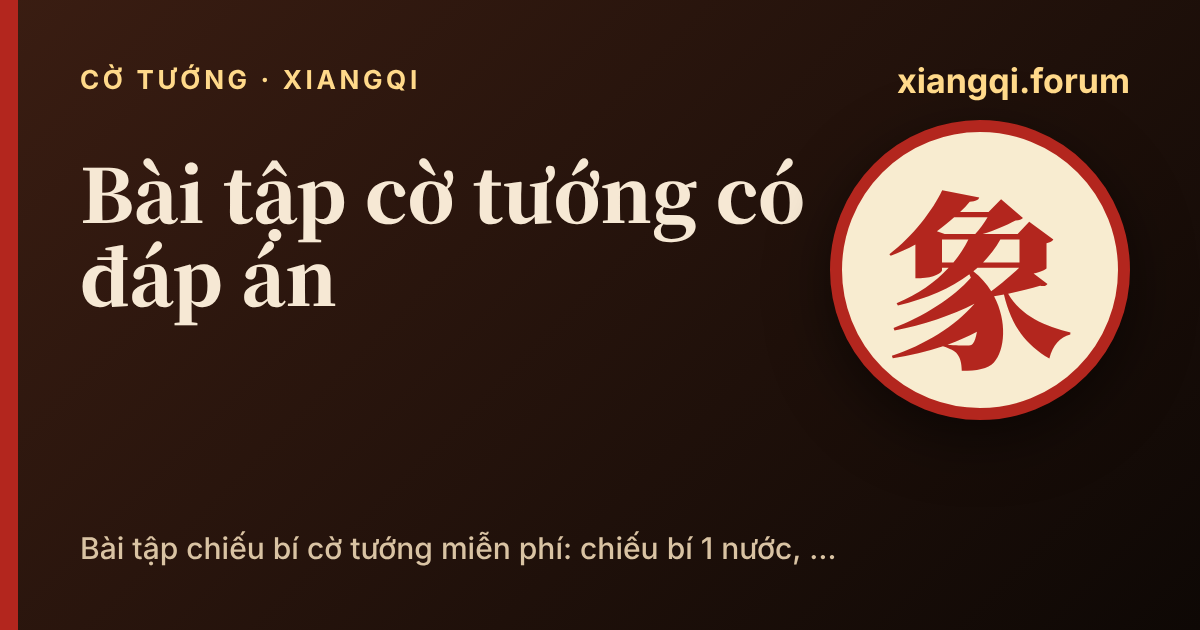 CỜ TƯỚNG · XIANGQI
xiangqi.forum
Bài tập cờ tướng có
đáp án
象
Bài tập chiếu bí cờ tướng miễn phí: chiếu bí 1 nước, ...